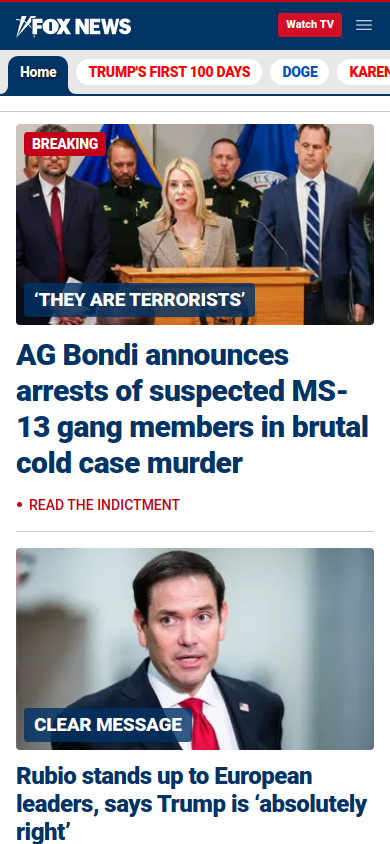 FOX NEWS
Watch TV
Home
TRUMP'S FIRST 100 DAYS
DOGE
KAREN
BREAKING
‘THEY ARE TERRORISTS’
AG Bondi announces
arrests of suspected MS-
13 gang members in brutal
cold case murder
• READ THE INDICTMENT
CLEAR MESSAGE
Rubio stands up to European
leaders, says Trump is ‘absolutely
right’